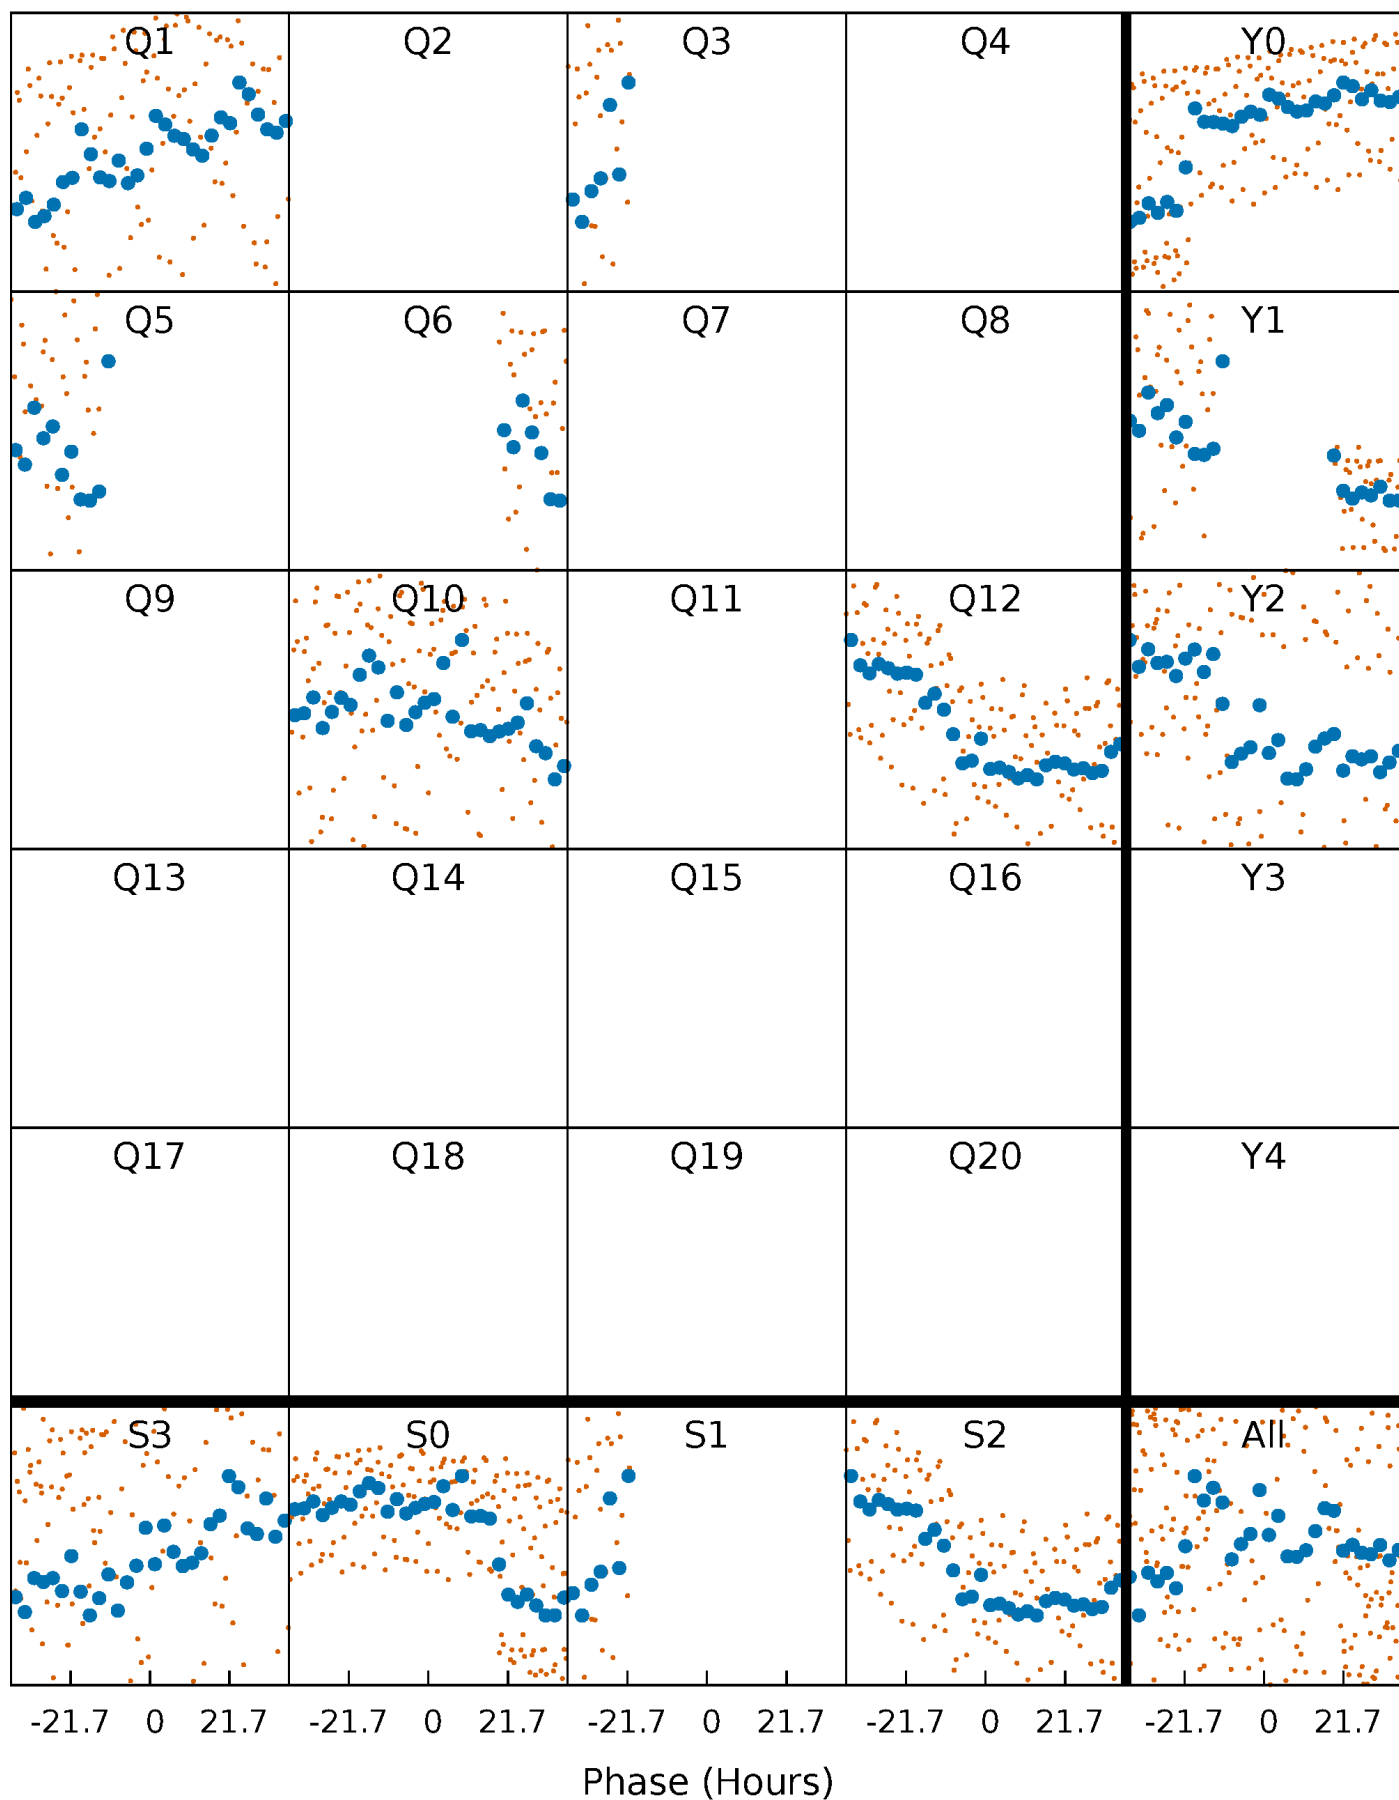 Q1 Q2 Q3 Q4 Y0
Q5 Q6 Q7 Q8 Y1
Q9 Q10 Q11 Q12 Y2
Q13 Q14 Q15 Q16 Y3
Q17 Q18 Q19 Q20 Y4
S3 S0 S1 S2 All
-21.7 0 21.7 -21.7 0 21.7 -21.7 0 21.7 -21.7 0 21.7 -21.7 0 21.7
Phase (Hours)